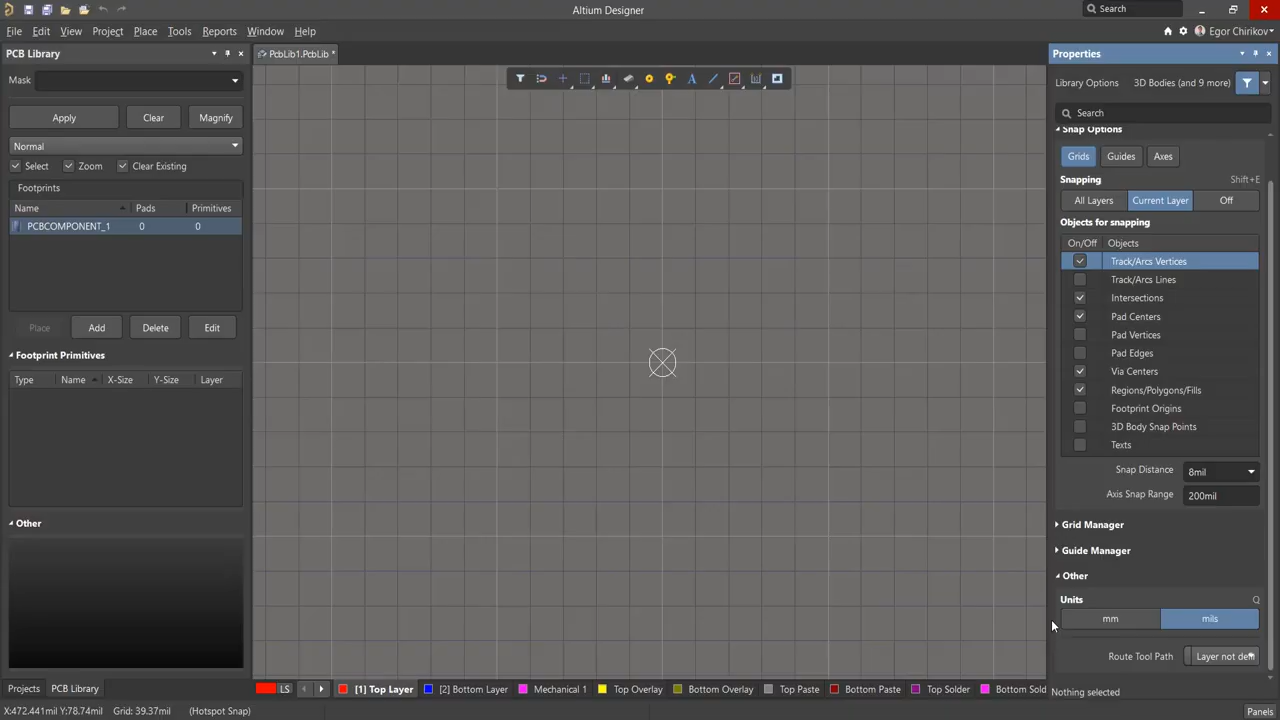 Altium Designer
Search
File Edit View Project Place Tools Reports Window Help
Egor Chirikov
PCB Library
PcbLib1.PcbLib *
Properties
Mask
Library Options 3D Bodies (and 9 more)
Apply Clear Magnify
Search
Snap Options
Normal
Grids Guides Axes
Select Zoom Clear Existing
Snapping Shift+E
Footprints
All Layers Current Layer Off
Name Pads Primitives
PCBCOMPONENT_1 0 0
Objects for snapping
On/Off Objects
Track/Arcs Vertices
Track/Arcs Lines
Intersections
Pad Centers
Pad Vertices
Pad Edges
Via Centers
Regions/Polygons/Fills
Footprint Origins
3D Body Snap Points
Texts
Place Add Delete Edit
Footprint Primitives
Type Name X-Size Y-Size Layer
Snap Distance 8mil
Axis Snap Range 200mil
Other
Grid Manager
Guide Manager
Other
Units
mm mils
Route Tool Path Layer not
Nothing selected
Projects PCB Library
LS [1] Top Layer [2] Bottom Layer Mechanical 1 Top Overlay Bottom Overlay Top Paste Bottom Paste Top Solder Bottom Sold
X:472.441mil Y:78.74mil Grid: 39.37mil (Hotspot Snap)
Panels